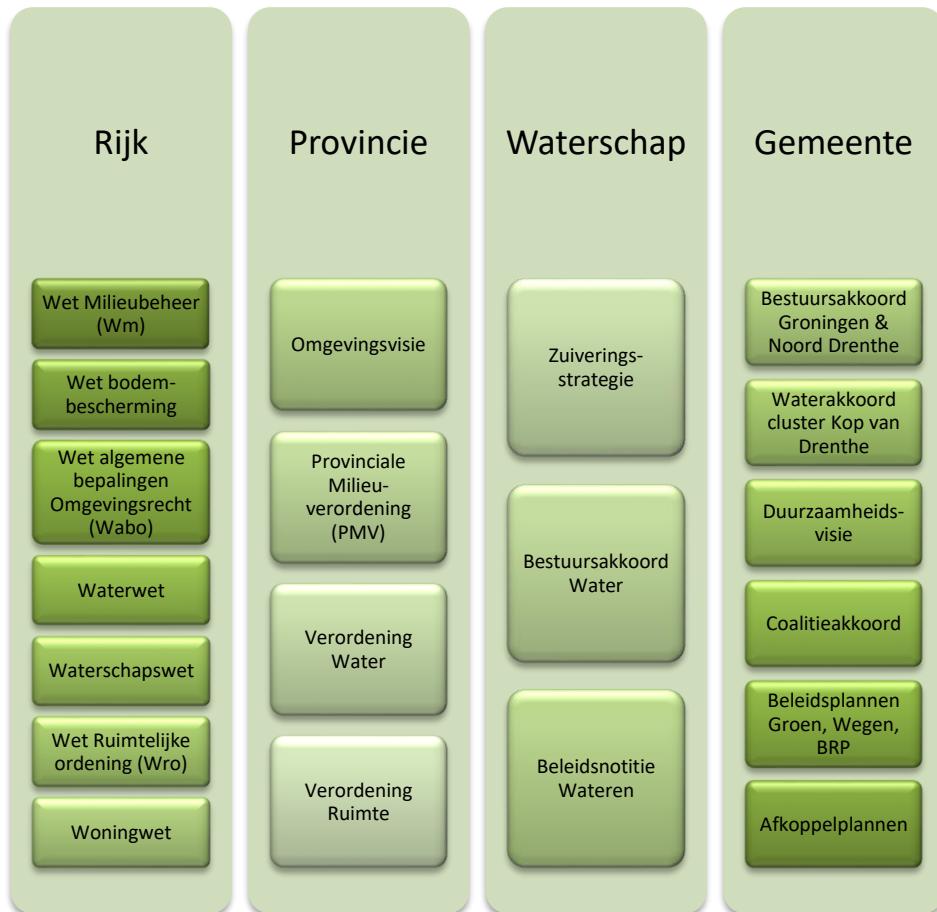 Rijk
Wet Milieubeheer
(Wm)
Wet bodem-
bescherming
Wet algemene
bepalingen
Omgevingsrecht
(Wabo)
Waterwet
Waterschapswet
Wet Ruimtelijke
ordening (Wro)
Woningwet
Provincie
Omgevingsvisie
Provinciale
Milieu-
verordening
(PMV)
Verordening
Water
Verordening
Ruimte
Waterschap
Zuiverings-
strategie
Bestuursakkoord
Water
Beleidsnotitie
Wateren
Gemeente
Bestuursakkoord
Groningen &
Noord Drenthe
Waterakkoord
cluster Kop van
Drenthe
Duurzaamheids-
visie
Coalitieakkoord
Beleidsplannen
Groen, Wegen,
BRP
Afkoppelplannen